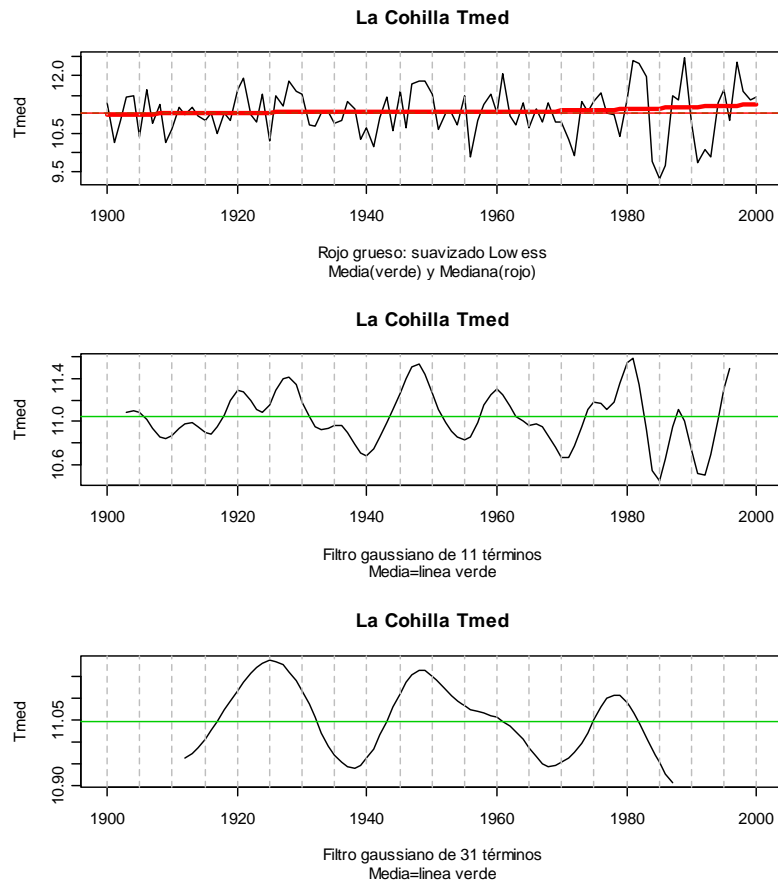 La Cohilla Tmed
Tmed
12.0
10.5
9.5
1900 1920 1940 1960 1980 2000
Rojo grueso: suavizado Lowess
Media(verde) y Mediana(rojo)
La Cohilla Tmed
Tmed
11.4
11.0
10.6
1900 1920 1940 1960 1980 2000
Filtro gaussiano de 11 términos
Media=linea verde
La Cohilla Tmed
Tmed
11.05
10.90
1900 1920 1940 1960 1980 2000
Filtro gaussiano de 31 términos
Media=linea verde